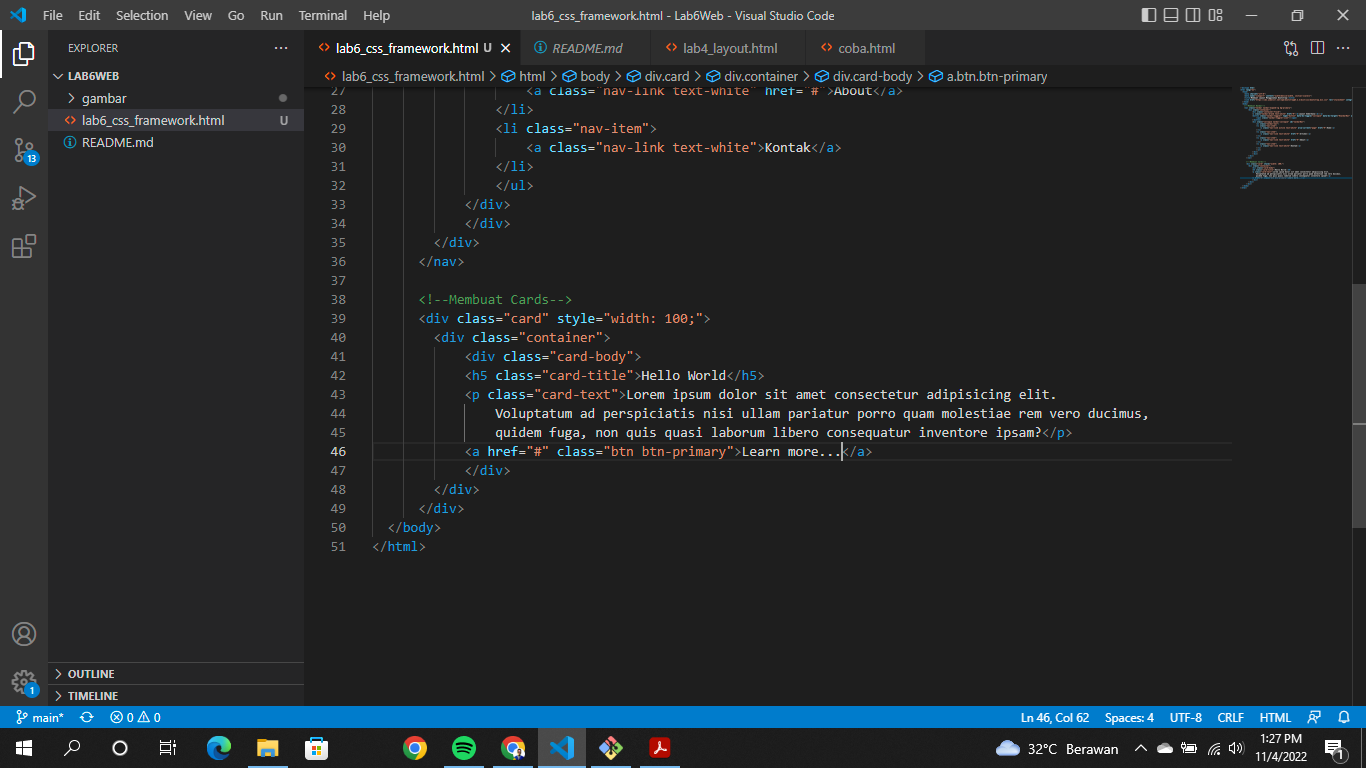 File Edit Selection View Go Run Terminal Help lab6_css_framework.html - Lab6Web - Visual Studio Code
EXPLORER ···
lab6_css_framework.html U
README.md
lab4_layout.html
coba.html
lab6_css_framework.html > html > body > div.card > div.container > div.card-body > a.btn.btn-primary
LAB6WEB
gambar
lab6_css_framework.html U
README.md
13
1
OUTLINE
TIMELINE
27 <a class="nav-link text-white" href="#">About</a>
28 </li>
29 <li class="nav-item">
30 <a class="nav-link text-white">Kontak</a>
31 </li>
32 </ul>
33 </div>
34 </div>
35 </div>
36 </nav>
37
38 <!--Membuat Cards-->
39 <div class="card" style="width: 100;">
40 <div class="container">
41 <div class="card-body">
42 <h5 class="card-title">Hello World</h5>
43 <p class="card-text">Lorem ipsum dolor sit amet consectetur adipisicing elit.
44 Voluptatum ad perspiciatis nisi ullam pariatur porro quam molestiae rem vero ducimus,
45 quidem fuga, non quis quasi laborum libero consequatur inventore ipsam?</p>
46 <a href="#" class="btn btn-primary">Learn more...</a>
47 </div>
48 </div>
49 </div>
50 </body>
51 </html>
main* 0 0 Ln 46, Col 62 Spaces: 4 UTF-8 CRLF HTML
32°C Berawan
1:27 PM
11/4/2022
1